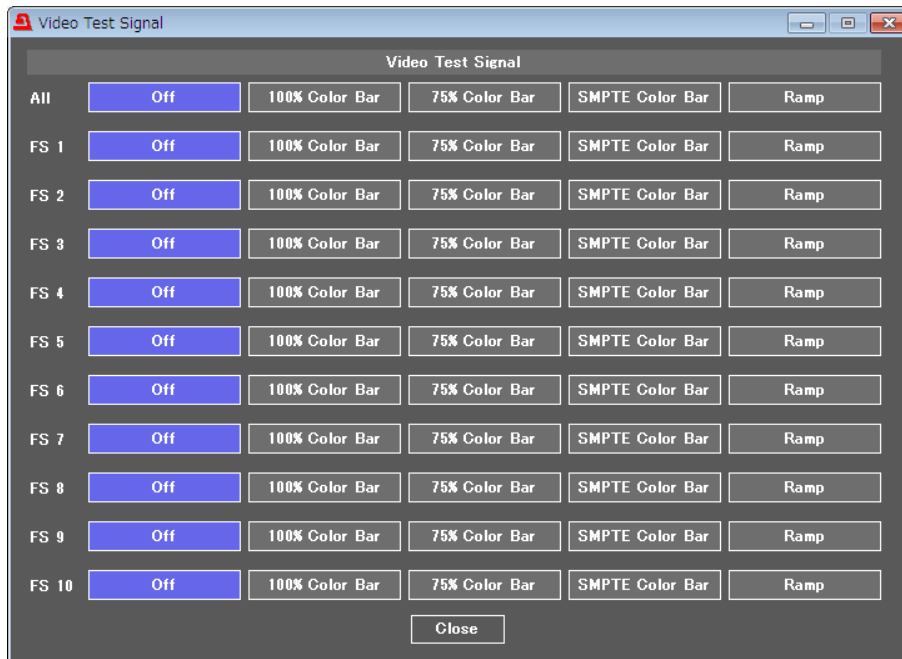 Video Test Signal
Video Test Signal
All Off 100% Color Bar 75% Color Bar SMPTE Color Bar Ramp
FS 1 Off 100% Color Bar 75% Color Bar SMPTE Color Bar Ramp
FS 2 Off 100% Color Bar 75% Color Bar SMPTE Color Bar Ramp
FS 3 Off 100% Color Bar 75% Color Bar SMPTE Color Bar Ramp
FS 4 Off 100% Color Bar 75% Color Bar SMPTE Color Bar Ramp
FS 5 Off 100% Color Bar 75% Color Bar SMPTE Color Bar Ramp
FS 6 Off 100% Color Bar 75% Color Bar SMPTE Color Bar Ramp
FS 7 Off 100% Color Bar 75% Color Bar SMPTE Color Bar Ramp
FS 8 Off 100% Color Bar 75% Color Bar SMPTE Color Bar Ramp
FS 9 Off 100% Color Bar 75% Color Bar SMPTE Color Bar Ramp
FS 10 Off 100% Color Bar 75% Color Bar SMPTE Color Bar Ramp
Close